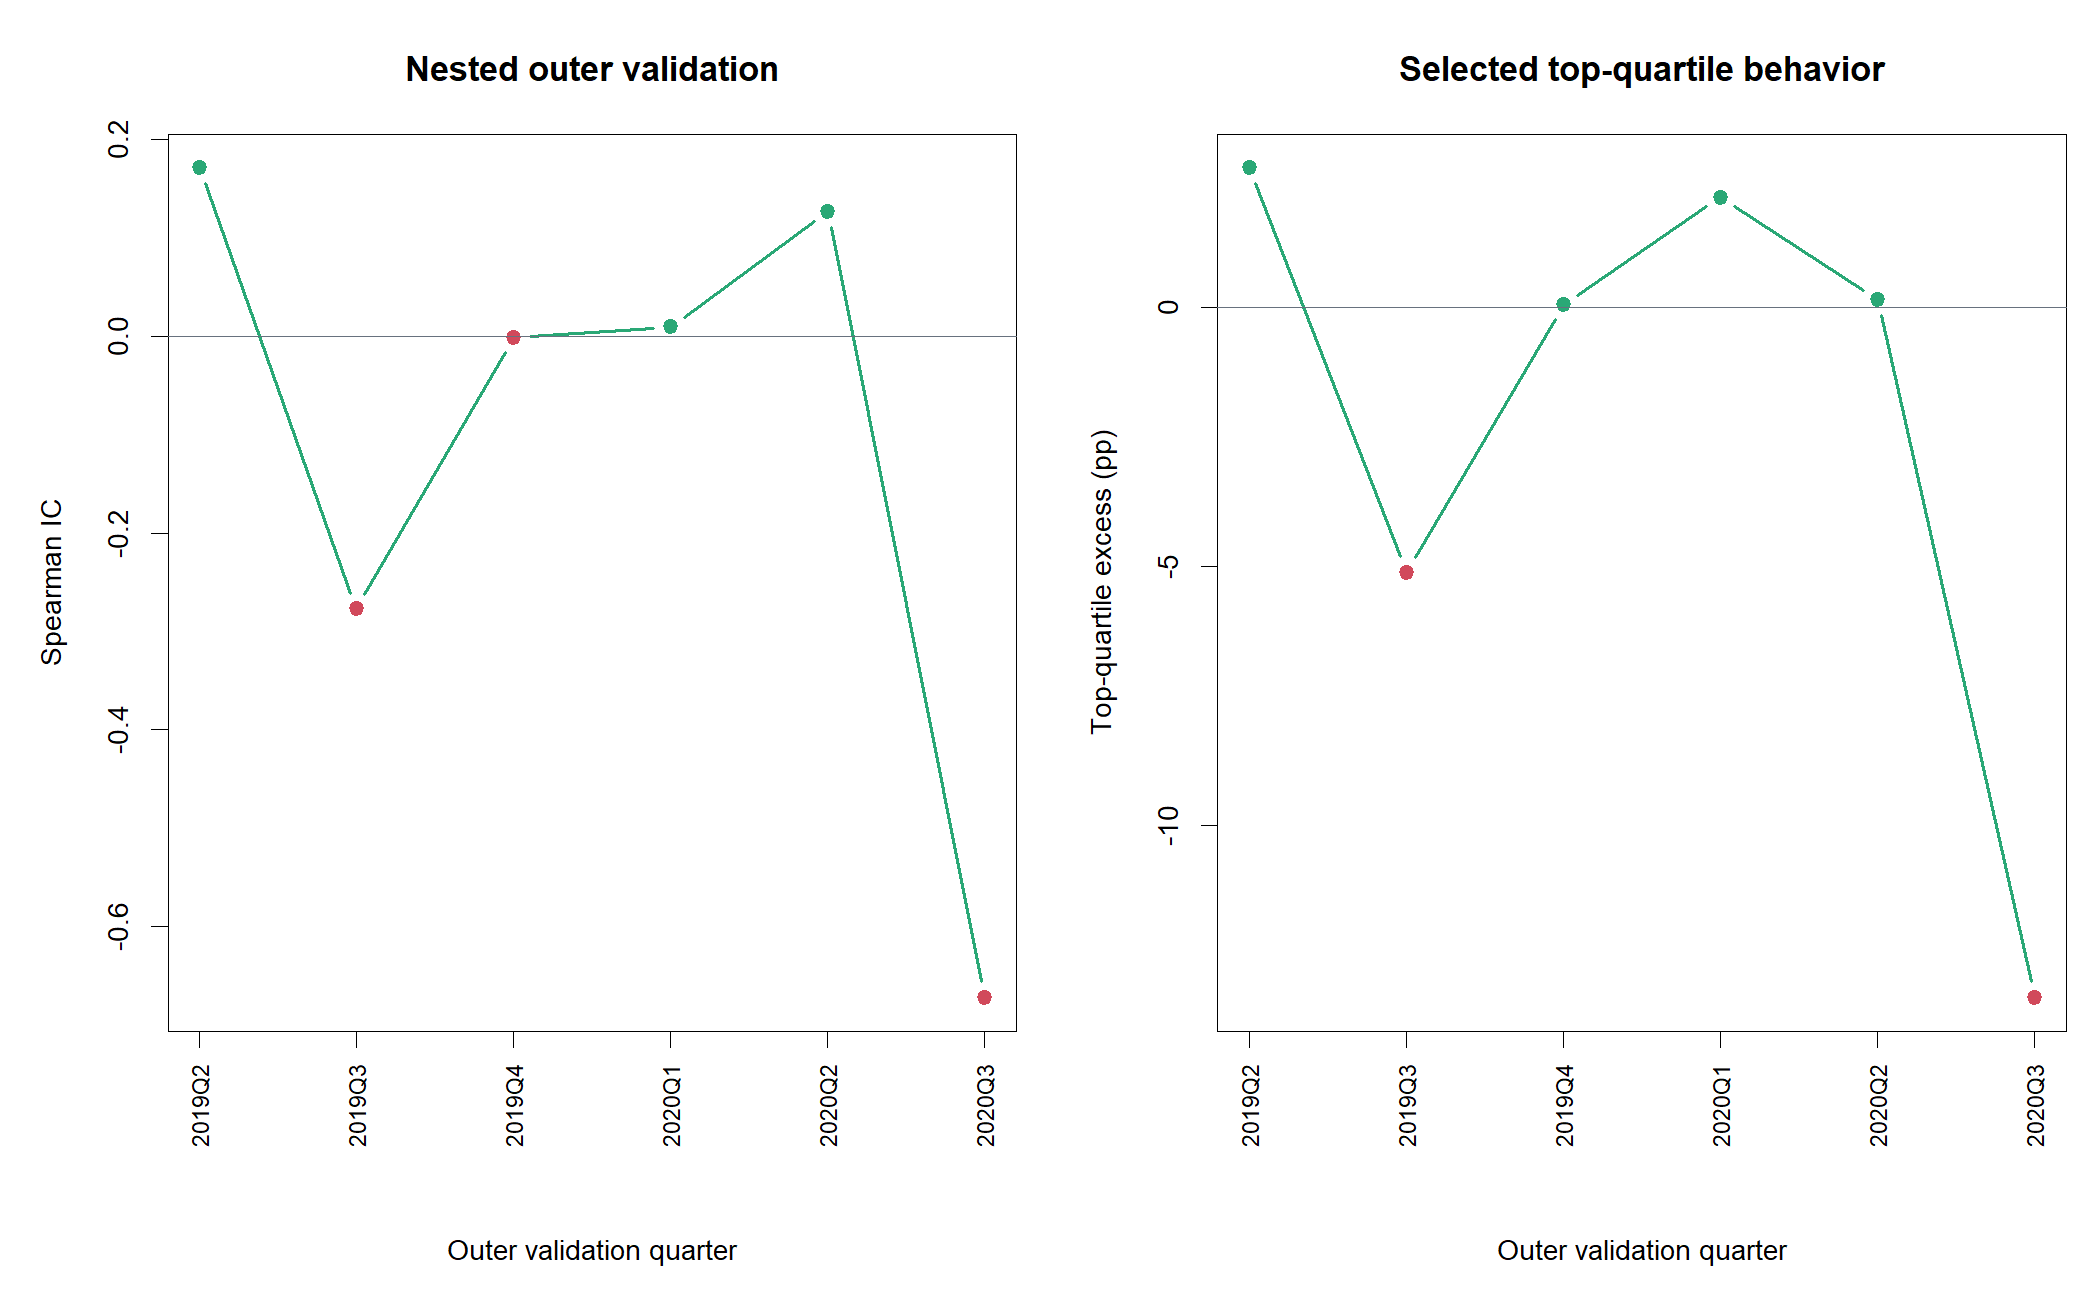 Nested outer validation
Spearman IC
0.2
0.0
-0.2
-0.4
-0.6
2019Q2
2019Q3
2019Q4
2020Q1
2020Q2
2020Q3
Outer validation quarter
Selected top-quartile behavior
Top-quartile excess (pp)
0
-5
-10
2019Q2
2019Q3
2019Q4
2020Q1
2020Q2
2020Q3
Outer validation quarter